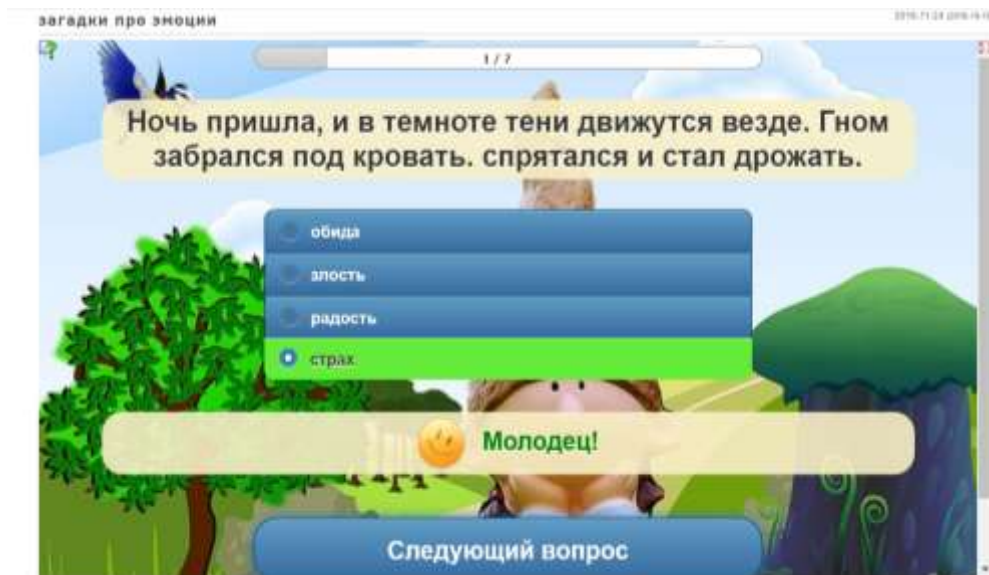 загадки про эмоции
1 / 7
Ночь пришла, и в темноте тени движутся везде. Гном
забрался под кровать. спрятался и стал дрожать.
обида
злость
радость
страх
Молодец!
Следующий вопрос